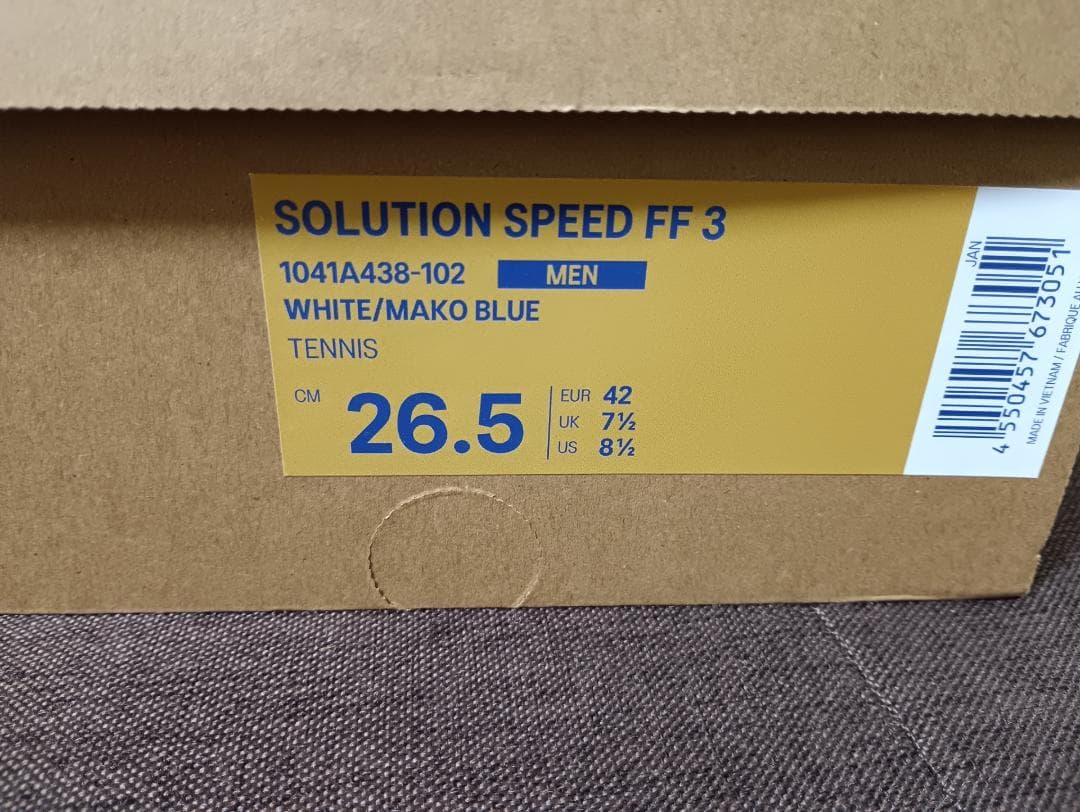 SOLUTION SPEED FF 3
1041A438-102 MEN
WHITE/MAKO BLUE
TENNIS
CM 26.5
EUR 42
UK 7½
US 8½
JAN
4 550457 673051
MADE IN VIETNAM / FABRIQUE AU